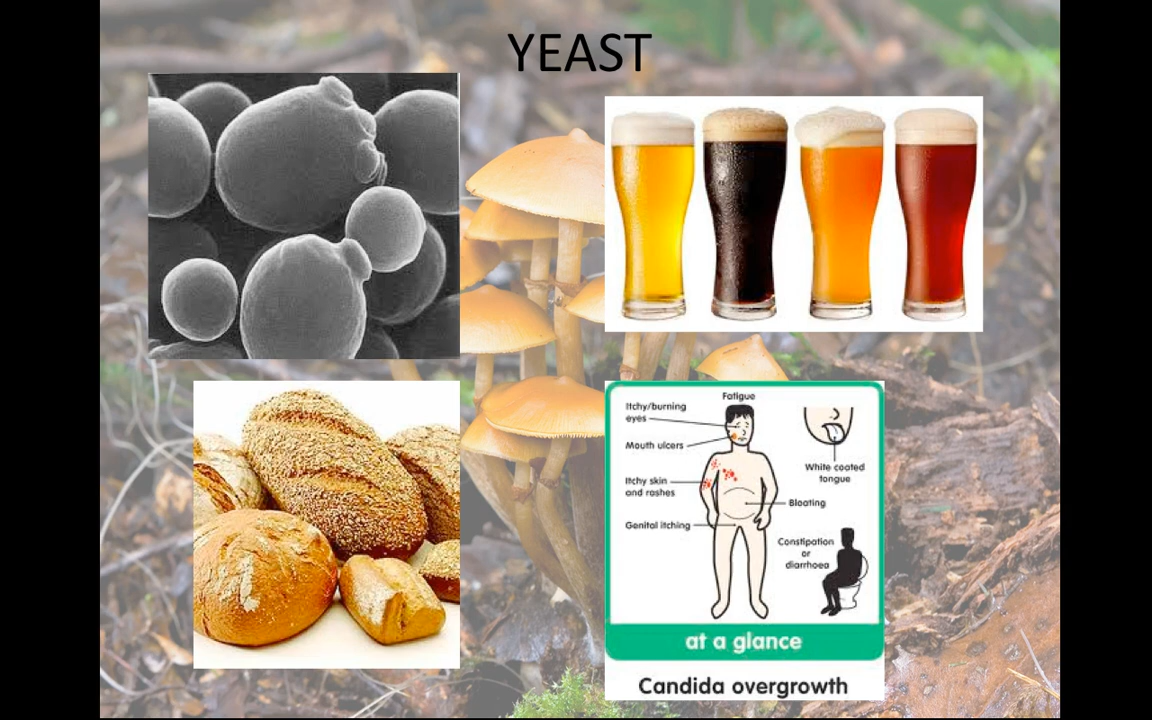 YEAST
Fatigue
Itchy/burning
eyes
Mouth ulcers
White coated
tongue
Itchy skin
and rashes
Bloating
Genital itching
Constipation
or
diarrhoea
at a glance
Candida overgrowth